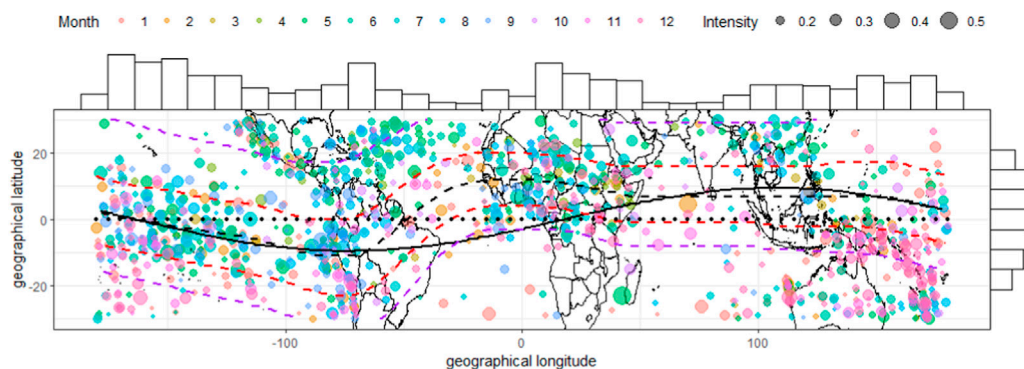 Month 1 2 3 4 5 6 7 8 9 10 11 12 Intensity 0.2 0.3 0.4 0.5
geographical latitude
20
0
-20
-100 0 100
geographical longitude